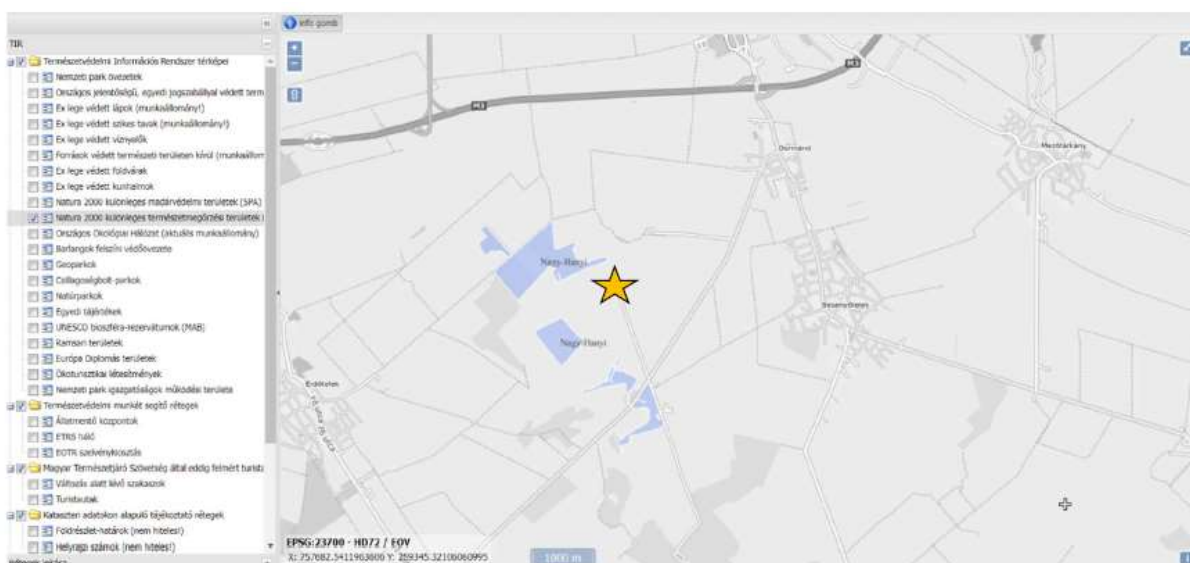 info gomb
TIR
Természetvédelmi Információs Rendszer térképei
Nemzeti park övezetek
Országos jelentőségű, egyedi jogszabállyal védett term
Ex lege védett lápok (munkaállomány!)
Ex lege védett szikes tavak (munkaállomány!)
Ex lege védett víznyelők
Források védett természeti területen kívül (munkaállom
Ex lege védett földvárak
Ex lege védett kunhalmok
Natura 2000 különleges madárvédelmi területek (SPA)
Natura 2000 különleges természetmegőrzési területek (
Országos Ökológiai Hálózat (aktuális munkaállomány)
Barlangok felszíni védőövezete
Geoparkok
Csillagoségbolt-parkok
Natúrparkok
Egyedi tájértékek
UNESCO bioszféra-rezervátumok (MAB)
Ramsari területek
Európa Diplomás területek
Ökoturisztikai létesítmények
Nemzeti park igazgatóságok működési területe
Természetvédelmi munkát segítő rétegek
Állatmentő központok
ETRS háló
EOTR szelvénykiosztás
Magyar Természetjáró Szövetség által eddig felmért turista
Változás alatt lévő szakaszok
Turistautak
Kataszteri adatokon alapuló tájékoztató rétegek
Földrészlet-határok (nem hiteles!)
Helyrajzi számok (nem hiteles!)
M3
M3
M3
Dormánd
Mezőtárkány
Nagy-Hanyi
Besenyőtelek
Nagy-Hanyi
Erdőtelek
Fő utca
EPSG:23700 - HD72 / EOV
X: 757682.5411963606 Y: 259345.32106060995
1000 m